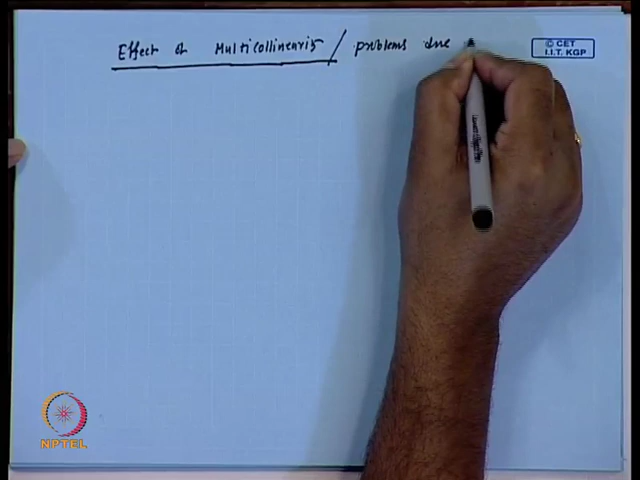 Effect of Multicollinearity / problems due
© CET
I.I.T. KGP
NPTEL